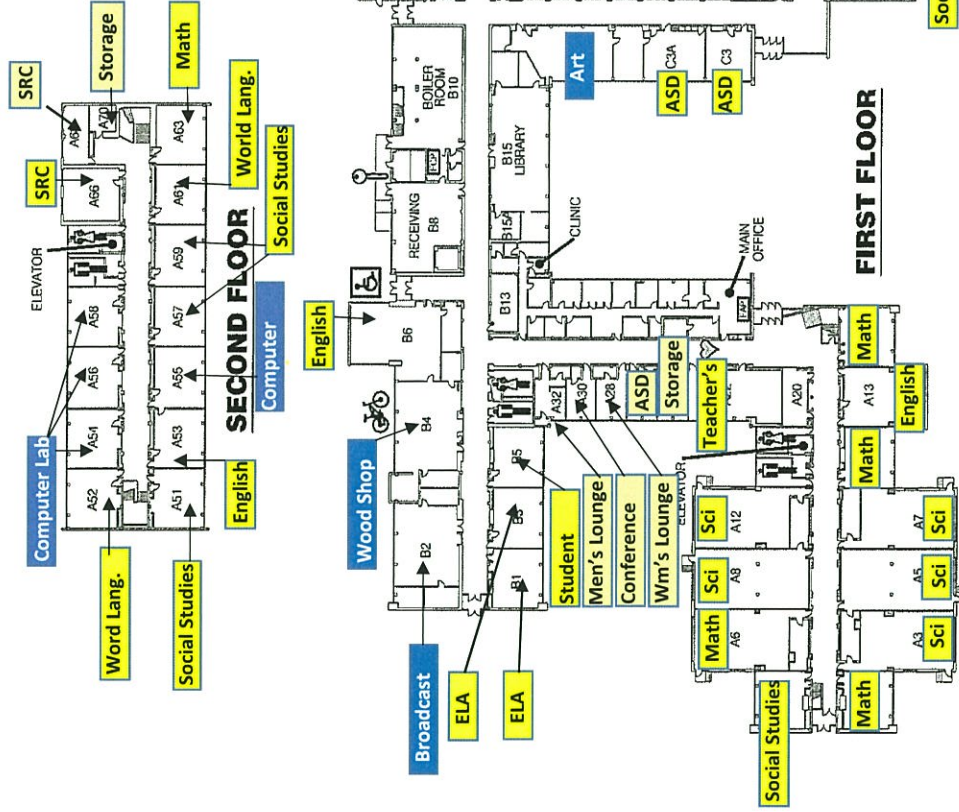 SRC
Storage
Math
A70
A63
SRC
A66
World Lang.
A61
Social Studies
ELEVATOR
A59
A58
A57
Computer Lab
A56
A55
Computer
A54
A53
English
A52
A51
Word Lang.
Social Studies
SECOND FLOOR
BOILER
ROOM
B10
RECEIVING
B8
English
B6
Wood Shop
B4
Broadcast
B2
ELA
B3
ELA
B1
Student
B5
Men's Lounge
A32
Conference
A30
Wm's Lounge
A28
ASD
Storage
Teacher's
A20
ELEVATOR
B15
LIBRARY
B15A
CLINIC
B13
MAIN
OFFICE
Art
ASD
C3A
ASD
C3
Math
A13
English
Math
Sci
A12
Sci
A8
Math
A6
Social Studies
A7
Sci
A5
Sci
A3
Sci
Math
FIRST FLOOR